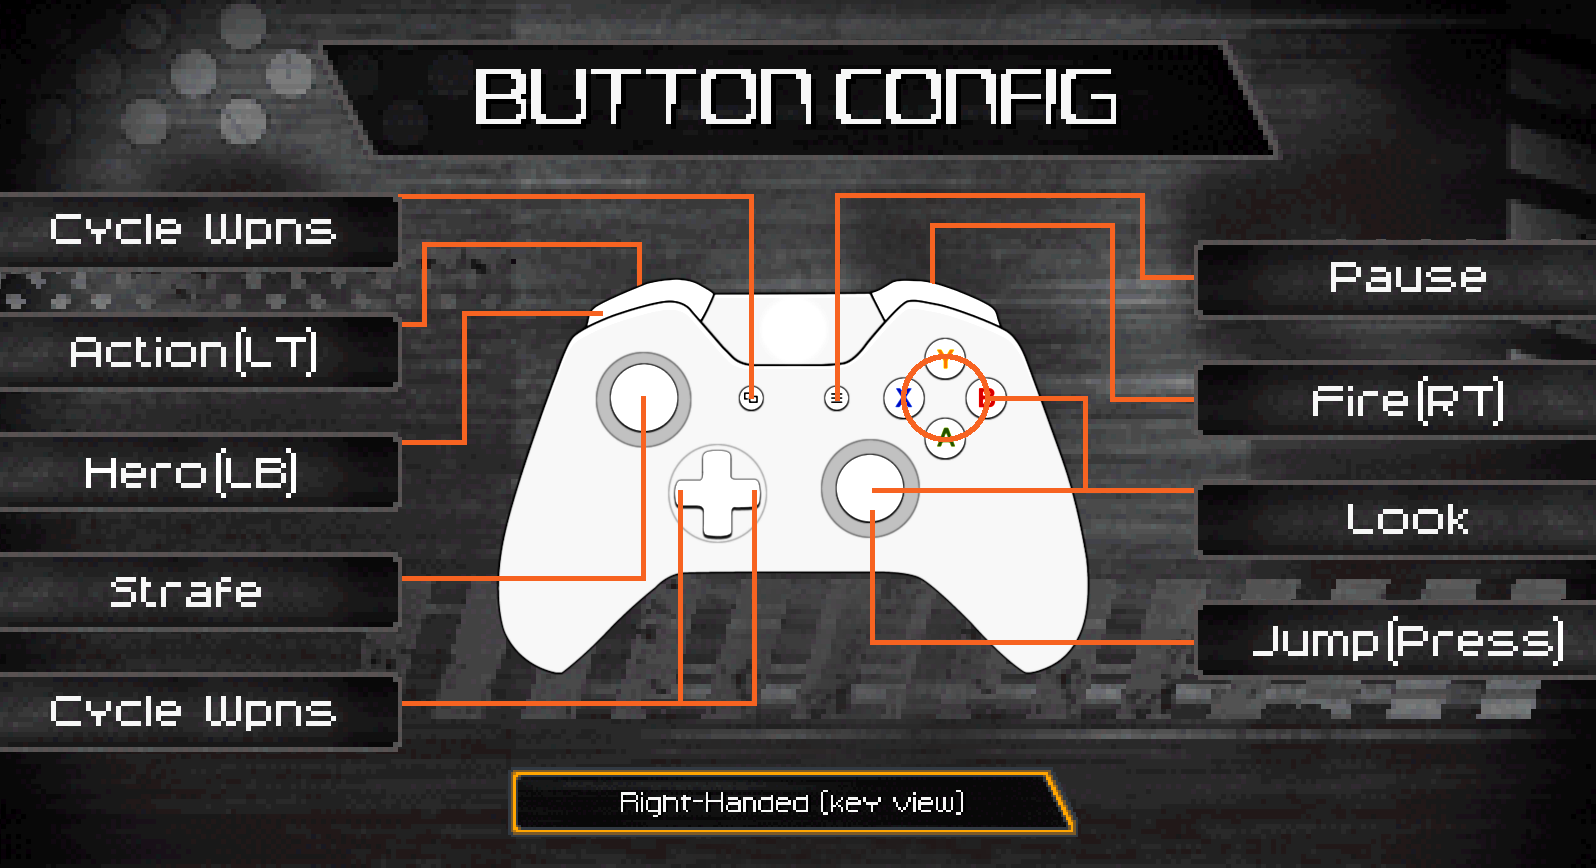 BUTTON CONFIG
Cycle Wpns
Action(LT)
Hero(LB)
Strafe
Cycle Wpns
Y
X
B
A
Pause
Fire(RT)
Look
Jump(Press)
Right-Handed (key view)